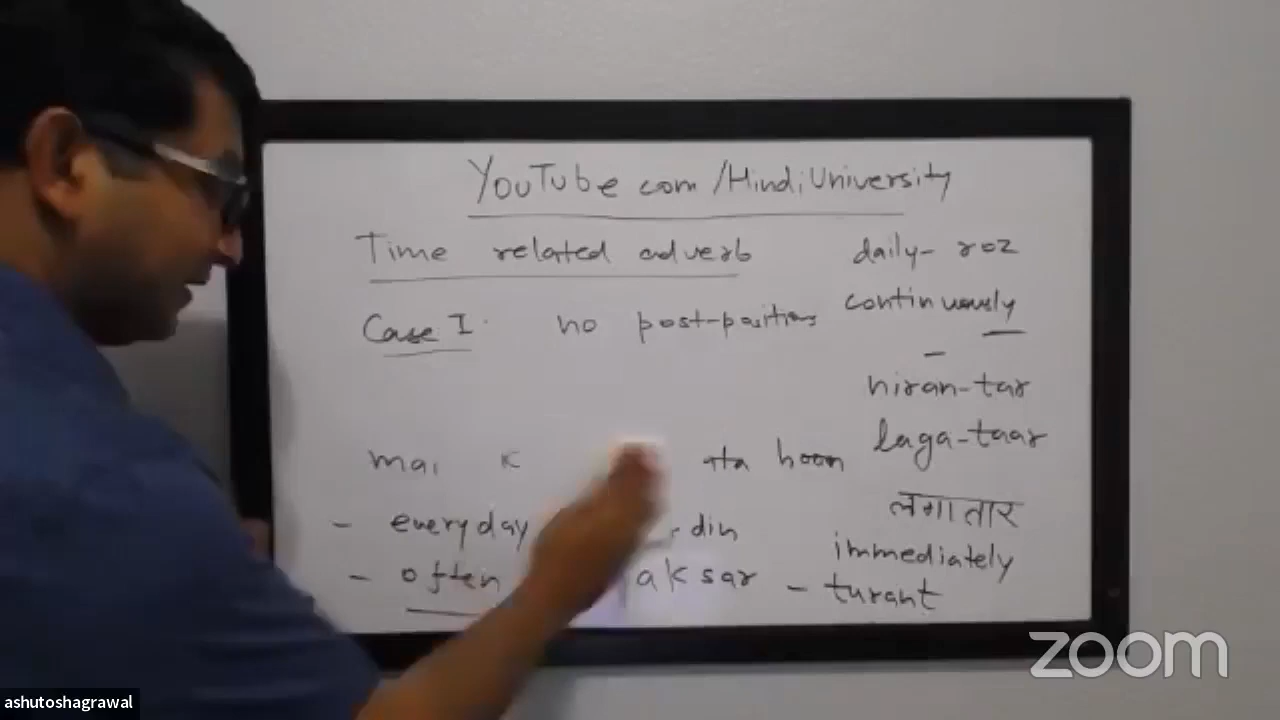 YouTube.com/HindiUniversity
Time related adverb
Case I. no post-positions
mai k ata hoon
- everyday din
- often aksar
daily- roz
continuously
niran-tar
laga-taar
लगातार
immediately
- turant
zoom
ashutoshagrawal